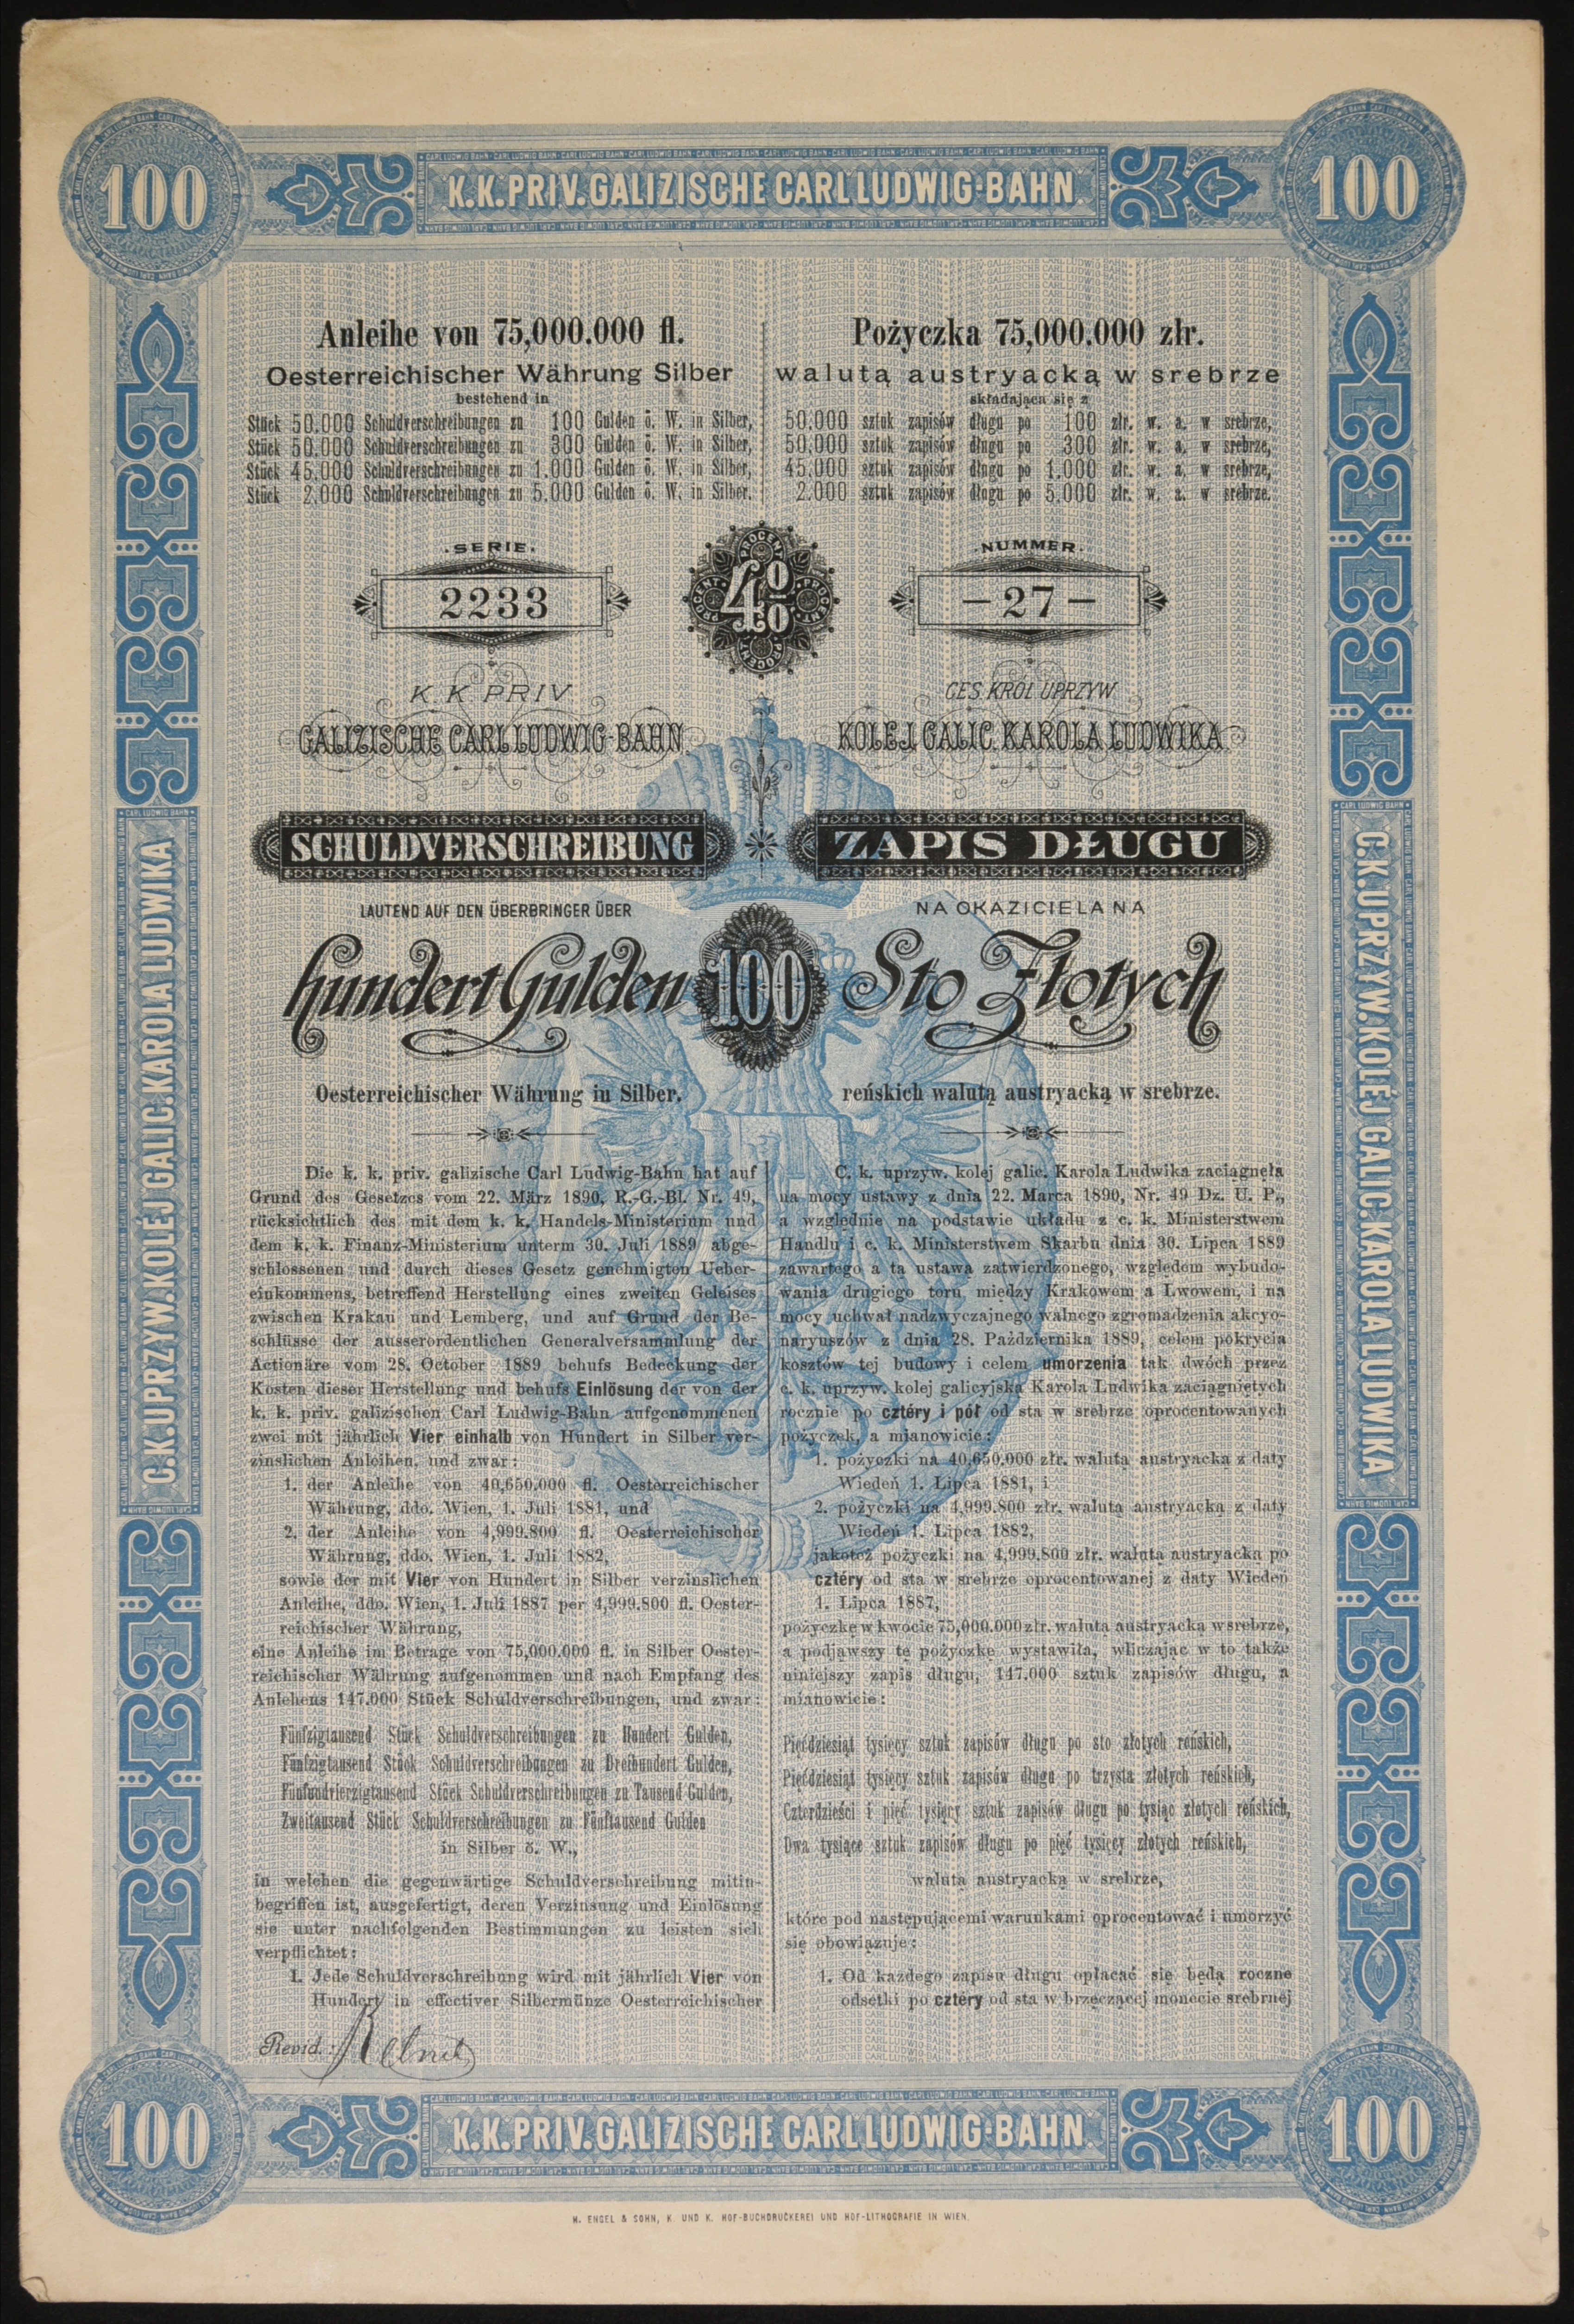 100
K.K.PRIV.GALIZISCHE CARL LUDWIG-BAHN.
100
Anleihe von 75,000.000 fl.
Oesterreichischer Währung Silber
bestehend in
Stück 50.000 Schuldverschreibungen zu 100 Gulden ö. W. in Silber,
Stück 50.000 Schuldverschreibungen zu 300 Gulden ö. W. in Silber,
Stück 45.000 Schuldverschreibungen zu 1.000 Gulden ö. W. in Silber,
Stück 2.000 Schuldverschreibungen zu 5.000 Gulden ö. W. in Silber.
Pożyczka 75,000.000 złr.
walutą austryacką w srebrze
składająca się z
50.000 sztuk zapisów długu po 100 złr. w. a. w srebrze,
50.000 sztuk zapisów długu po 300 złr. w. a. w srebrze,
45.000 sztuk zapisów długu po 1.000 złr. w. a. w srebrze,
2.000 sztuk zapisów długu po 5.000 złr. w. a. w srebrze.
SERIE.
2233
4%
PROCENT PROCENT PROCENT PROCENT
NUMMER.
– 27 –
K. K. PRIV
GALIZISCHE CARL LUDWIG-BAHN.
CES. KRÓL UPRZYW
KOLEJ GALIC. KAROLA LUDWIKA.
SCHULDVERSCHREIBUNG
ZAPIS DŁUGU
LAUTEND AUF DEN ÜBERBRINGER ÜBER
NA OKAZICIELA NA
hundert Gulden
100
Sto Złotych
Oesterreichischer Währung in Silber.
reńskich walutą austryacką w srebrze.
Die k. k. priv. galizische Carl Ludwig-Bahn hat auf
Grund des Gesetzes vom 22. März 1890, R.-G.-Bl. Nr. 49,
rücksichtlich des mit dem k. k. Handels-Ministerium und
dem k. k. Finanz-Ministerium unterm 30. Juli 1889 abge-
schlossenen und durch dieses Gesetz genehmigten Ueber-
einkommens, betreffend Herstellung eines zweiten Geleises
zwischen Krakau und Lemberg, und auf Grund der Be-
schlüsse der ausserordentlichen Generalversammlung der
Actionäre vom 28. October 1889 behufs Bedeckung der
Kosten dieser Herstellung und behufs Einlösung der von der
k. k. priv. galizischen Carl Ludwig-Bahn aufgenommenen
zwei mit jährlich Vier einhalb von Hundert in Silber ver-
zinslichen Anleihen, und zwar:
1. der Anleihe von 40,650.000 fl. Oesterreichischer
Währung, ddo. Wien, 1. Juli 1881, und
2. der Anleihe von 4,999.800 fl. Oesterreichischer
Währung, ddo. Wien, 1. Juli 1882,
sowie der mit Vier von Hundert in Silber verzinslichen
Anleihe, ddo. Wien, 1. Juli 1887 per 4,999.800 fl. Oester-
reichischer Währung,
eine Anleihe im Betrage von 75,000.000 fl. in Silber Oester-
reichischer Währung aufgenommen und nach Empfang des
Anlehens 147.000 Stück Schuldverschreibungen, und zwar:
Fünfzigtausend Stück Schuldverschreibungen zu Hundert Gulden,
Fünfzigtausend Stück Schuldverschreibungen zu Dreihundert Gulden,
Fünfundvierzigtausend Stück Schuldverschreibungen zu Tausend Gulden,
Zweitausend Stück Schuldverschreibungen zu Fünftausend Gulden
in Silber ö. W.,
in welchen die gegenwärtige Schuldverschreibung mitin-
begriffen ist, ausgefertigt, deren Verzinsung und Einlösung
sie unter nachfolgenden Bestimmungen zu leisten sich
verpflichtet:
1. Jede Schuldverschreibung wird mit jährlich Vier von
Hundert in effectiver Silbermünze Oesterreichischer
C. k. uprzyw. kolej galic. Karola Ludwika zaciągnęła
na mocy ustawy z dnia 22. Marca 1890, Nr. 49 Dz. U. P.,
a względnie na podstawie układu z c. k. Ministerstwem
Handlu i c. k. Ministerstwem Skarbu dnia 30. Lipca 1889
zawartego a tą ustawą zatwierdzonego, względem wybudo-
wania drugiego toru między Krakowem a Lwowem, i na
mocy uchwał nadzwyczajnego walnego zgromadzenia akcyo-
naryuszów z dnia 28. Października 1889, celem pokrycia
kosztów tej budowy i celem umorzenia tak dwóch przez
c. k. uprzyw. kolej galicyjską Karola Ludwika zaciągniętych
rocznie po cztéry i pół od sta w srebrze oprocentowanych
pożyczek, a mianowicie:
1. pożyczki na 40,650.000 złr. walutą austryacką z daty
Wiedeń 1. Lipca 1881, i
2. pożyczki na 4,999.800 złr. walutą austryacką z daty
Wiedeń 1. Lipca 1882,
jakoteż pożyczki na 4,999.800 złr. walutą austryacką po
cztéry od sta w srebrze oprocentowanej z daty Wiedeń
1. Lipca 1887,
pożyczkę w kwocie 75,000.000 złr. walutą austryacką w srebrze,
a podjąwszy tę pożyczkę wystawiła, wliczając w to także
niniejszy zapis długu, 147.000 sztuk zapisów długu, a
mianowicie:
Pięćdziesiąt tysięcy sztuk zapisów długu po sto złotych reńskich,
Pięćdziesiąt tysięcy sztuk zapisów długu po trzysta złotych reńskich,
Czterdzieści i pięć tysięcy sztuk zapisów długu po tysiąc złotych reńskich,
Dwa tysiące sztuk zapisów długu po pięć tysięcy złotych reńskich,
walutą austryacką w srebrze,
które pod następującemi warunkami oprocentować i umorzyć
się obowiązuje:
1. Od każdego zapisu długu opłacać się będą roczne
odsetki po cztéry od sta w brzęczącej monecie srebrnej
Revid.:
C.K.UPRZYW.KOLEJ GALIC.KAROLA LUDWIKA
C.K.UPRZYW.KOLEJ GALIC.KAROLA LUDWIKA
100
K.K.PRIV.GALIZISCHE CARL LUDWIG-BAHN.
100
H. ENGEL & SOHN, K. UND K. HOF-BUCHDRUCKEREI UND HOF-LITHOGRAFIE IN WIEN.